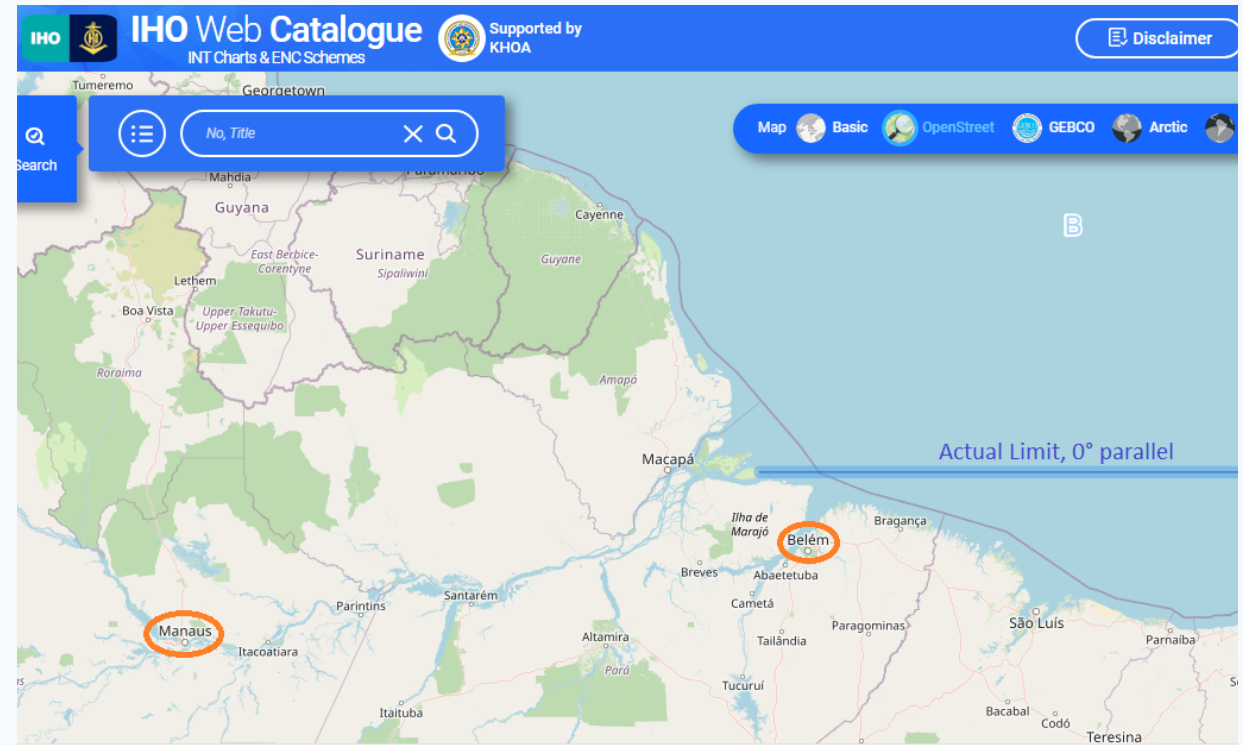 IHO
IHO Web Catalogue
INT Charts & ENC Schemes
Supported by
KHOA
Disclaimer
Tumeremo
Georgetown
Search
No, Title
Map
Basic
OpenStreet
GEBCO
Arctic
Mahdia
Paramaribo
Guyana
Cayenne
B
East Berbice-
Corentyne
Suriname
Sipaliwini
Guyane
Lethem
Boa Vista
Upper Takutu-
Upper Essequibo
Roraima
Amapá
Actual Limit, 0° parallel
Macapá
Ilha de
Marajó
Belém
Bragança
Breves
Abaetetuba
Santarém
Parintins
Cametá
Manaus
Itacoatiara
Altamira
Tailândia
Paragominas
São Luís
Parnaíba
Pará
Tucuruí
Itaituba
Bacabal
Codó
Teresina